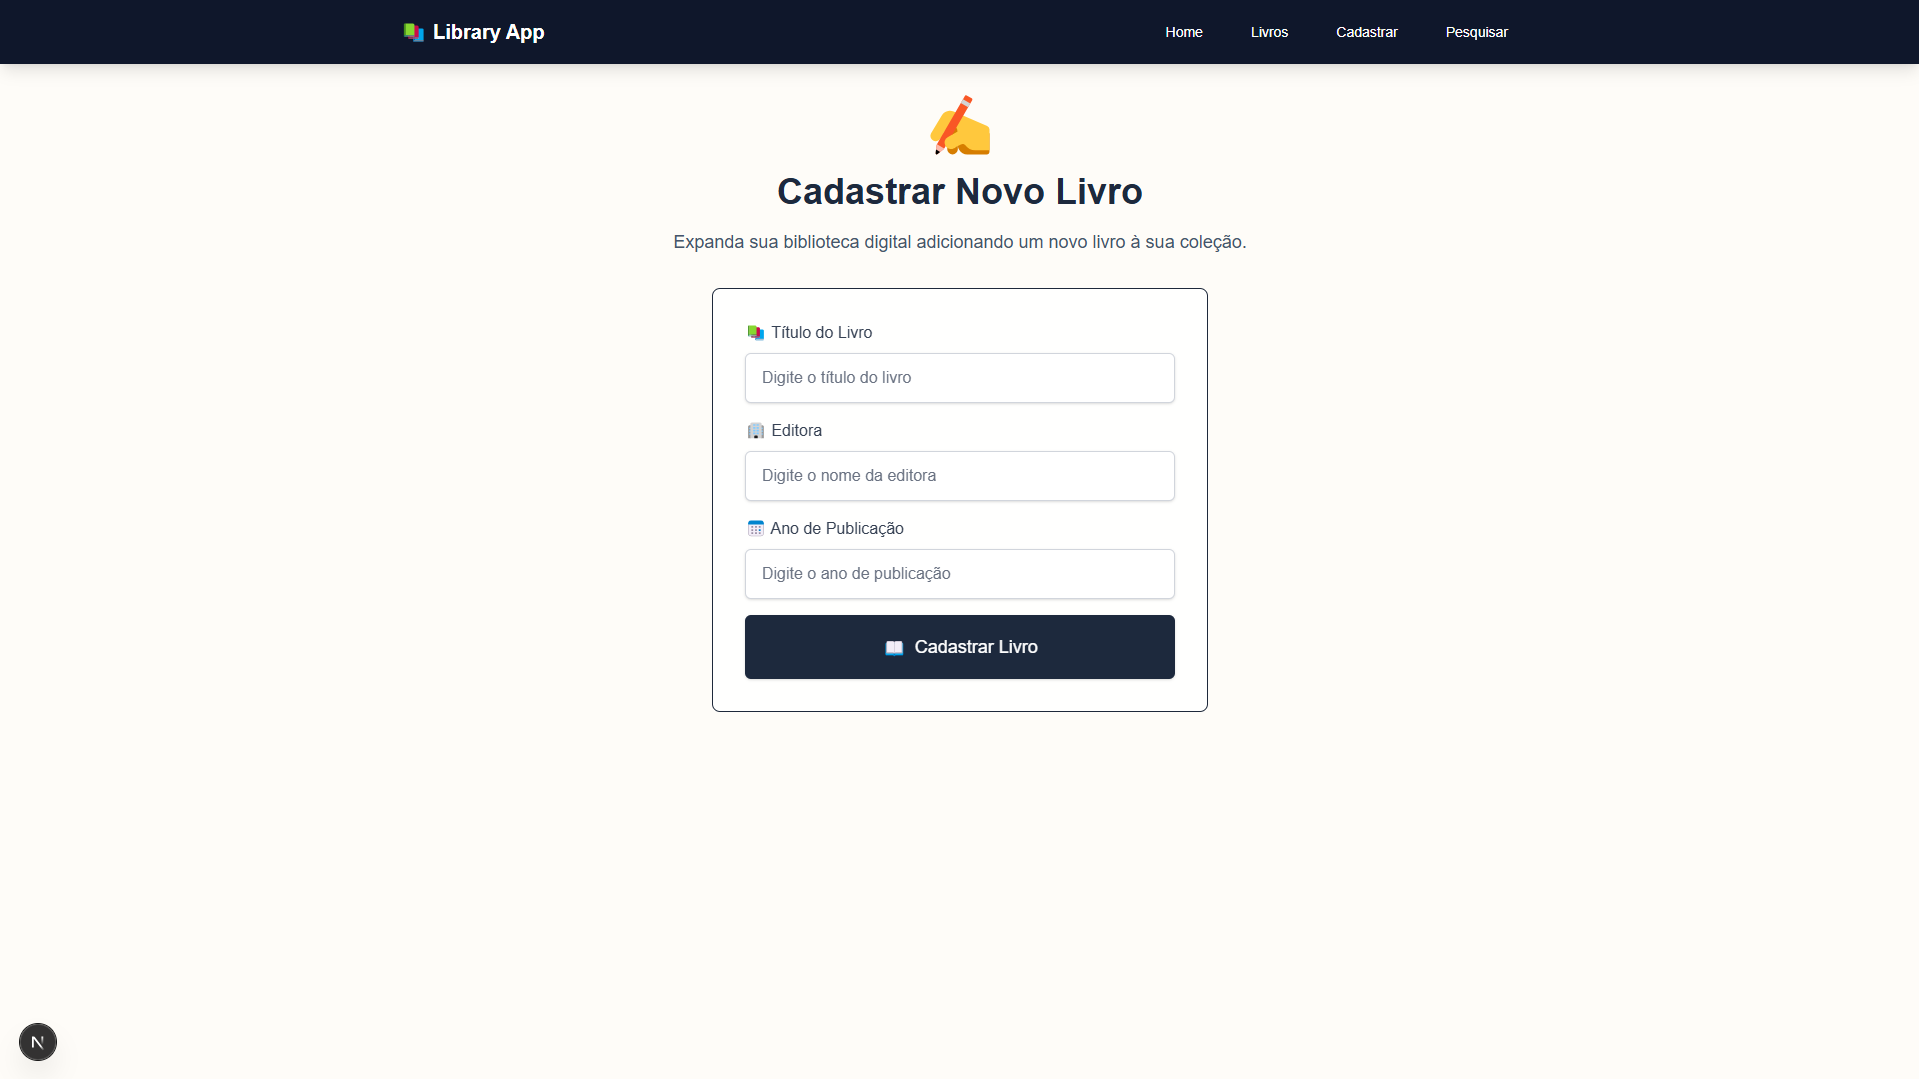 Library App
Home
Livros
Cadastrar
Pesquisar
Cadastrar Novo Livro
Expanda sua biblioteca digital adicionando um novo livro à sua coleção.
Título do Livro
Digite o título do livro
Editora
Digite o nome da editora
Ano de Publicação
Digite o ano de publicação
Cadastrar Livro
N